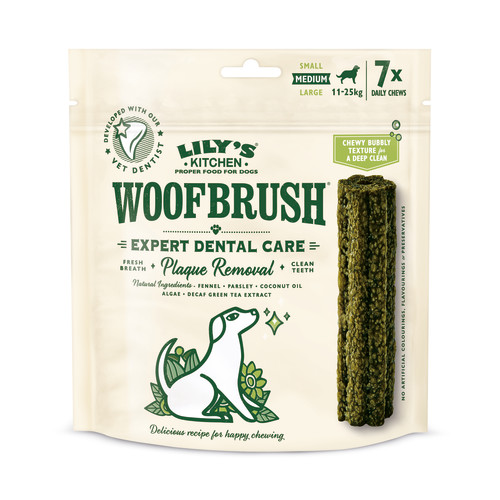 SMALL
MEDIUM
LARGE
11-25kg
7x
DAILY CHEWS
DEVELOPED WITH OUR
VET DENTIST
LILY'S
KITCHEN
PROPER FOOD FOR DOGS
CHEWY BUBBLY
TEXTURE for
A DEEP CLEAN
WOOFBRUSH®
EXPERT DENTAL CARE
FRESH
BREATH
+ Plaque Removal +
CLEAN
TEETH
Natural Ingredients - FENNEL • PARSLEY • COCONUT OIL
ALGAE • DECAF GREEN TEA EXTRACT
NO ARTIFICIAL COLOURINGS, FLAVOURINGS or PRESERVATIVES
Delicious recipe for happy chewing.